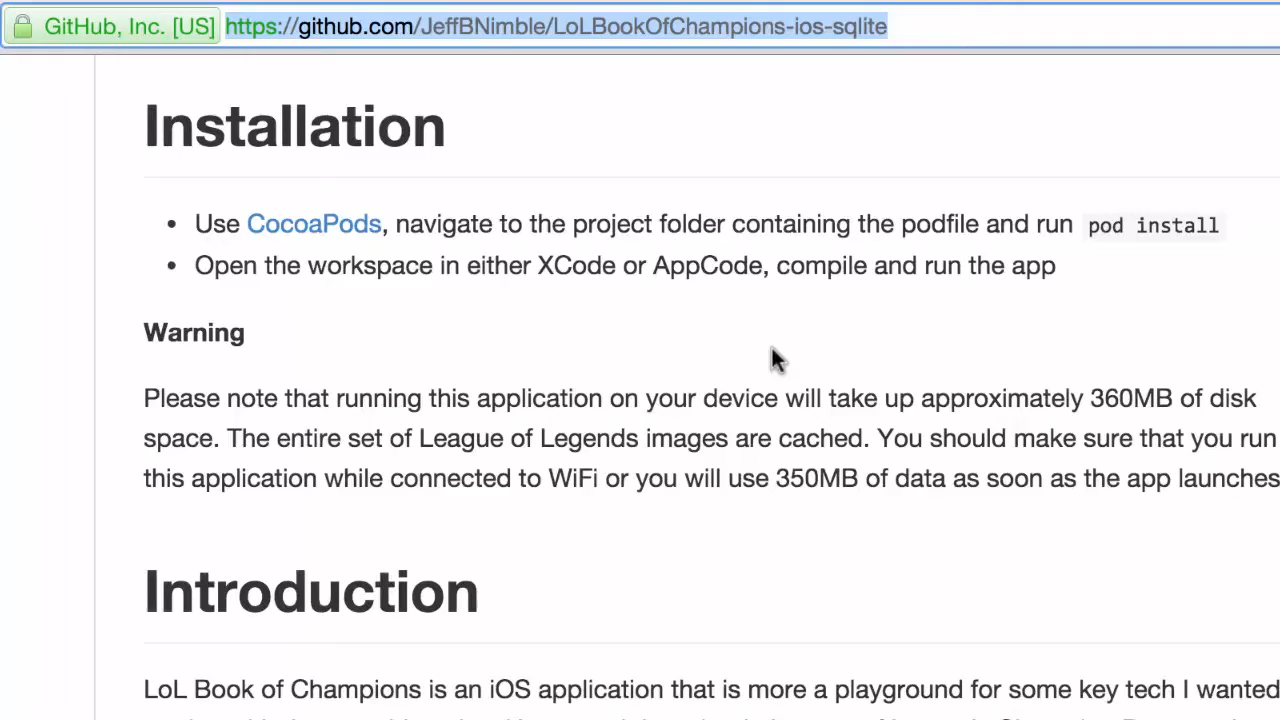 GitHub, Inc. [US] https://github.com/JeffBNimble/LoLBookOfChampions-ios-sqlite
Installation
• Use CocoaPods, navigate to the project folder containing the podfile and run pod install
• Open the workspace in either XCode or AppCode, compile and run the app
Warning
Please note that running this application on your device will take up approximately 360MB of disk
space. The entire set of League of Legends images are cached. You should make sure that you run
this application while connected to WiFi or you will use 350MB of data as soon as the app launches
Introduction
LoL Book of Champions is an iOS application that is more a playground for some key tech I wanted